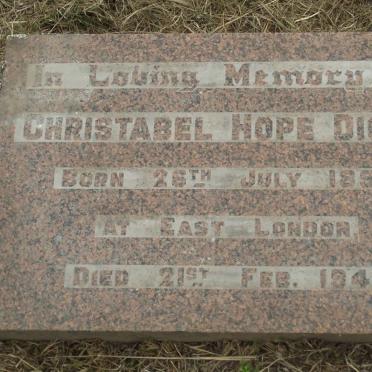 In Loving Memory
CHRISTABEL HOPE
BORN 26TH JULY
AT EAST LONDON.
DIED 21ST FEB.